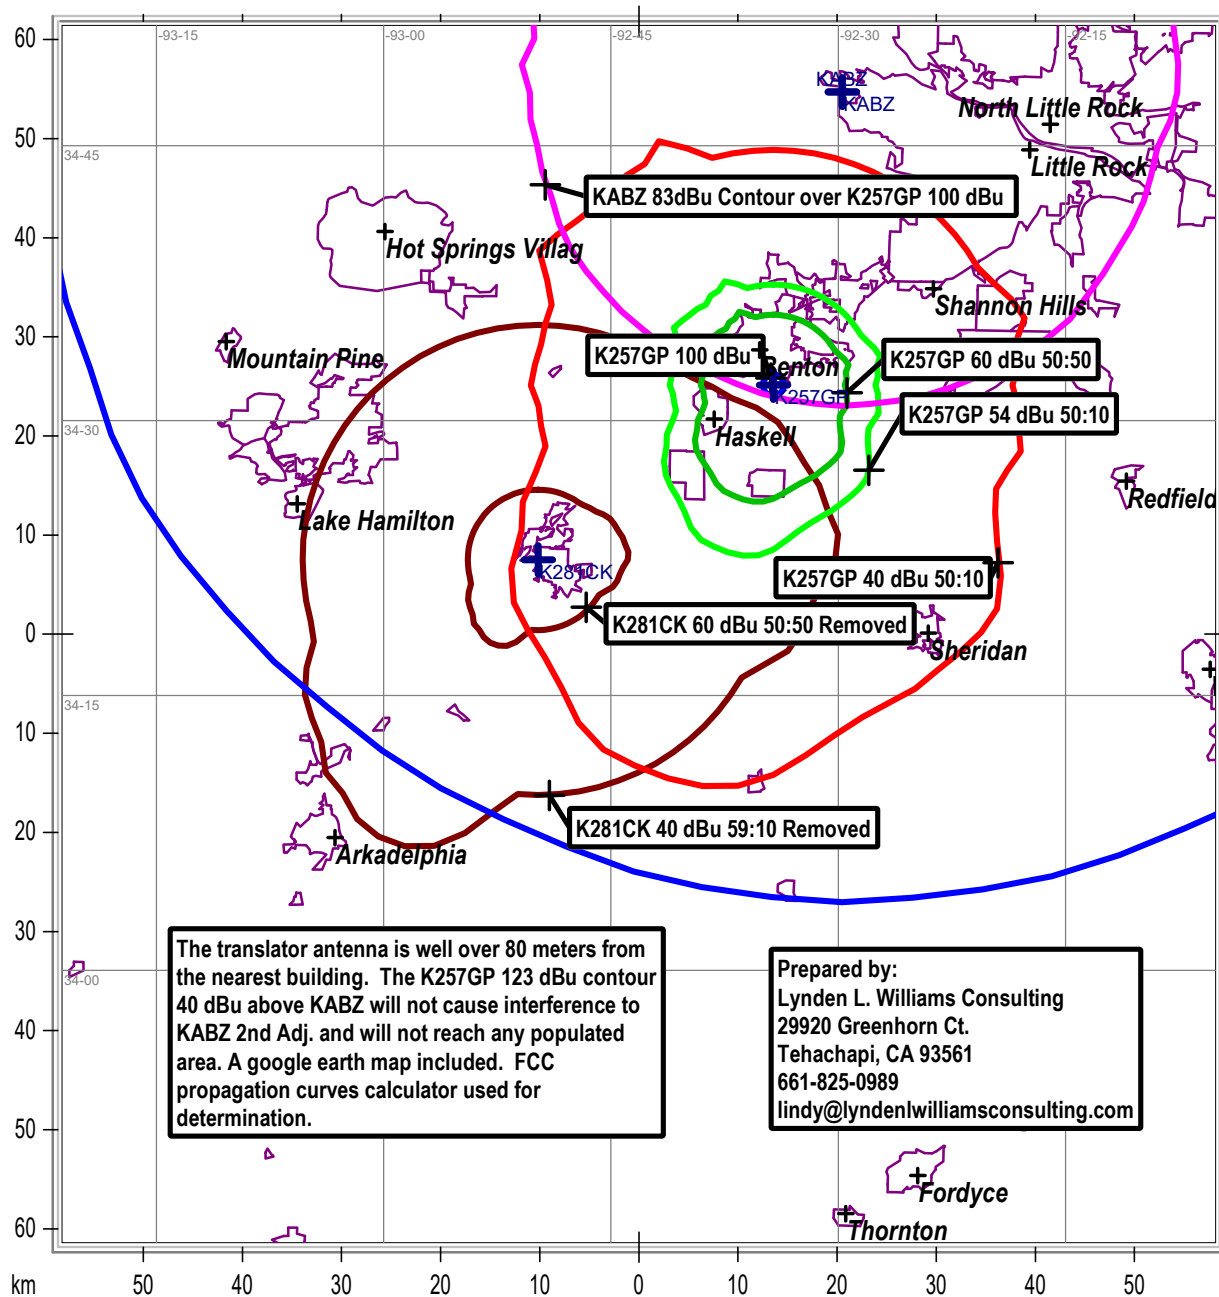 60
-93-15
-93-00
-92-45
-92-30
-92-15
KABZ
KABZ
North Little Rock
50
34-45
Little Rock
KABZ 83dBu Contour over K257GP 100 dBu
40
Hot Springs Villag
Shannon Hills
30
Mountain Pine
K257GP 100 dBu
Benton
K257GP 60 dBu 50:50
K257GP
K257GP 54 dBu 50:10
20
34-30
Haskell
Redfield
Lake Hamilton
10
K281CK
K257GP 40 dBu 50:10
K281CK 60 dBu 50:50 Removed
0
Sheridan
34-15
10
K281CK 40 dBu 59:10 Removed
20
Arkadelphia
30
34-00
The translator antenna is well over 80 meters from
the nearest building. The K257GP 123 dBu contour
40 dBu above KABZ will not cause interference to
KABZ 2nd Adj. and will not reach any populated
area. A google earth map included. FCC
propagation curves calculator used for
determination.
Prepared by:
Lynden L. Williams Consulting
29920 Greenhorn Ct.
Tehachapi, CA 93561
661-825-0989
lindy@lyndenlwilliamsconsulting.com
40
50
Fordyce
Thornton
60
km
50
40
30
20
10
0
10
20
30
40
50